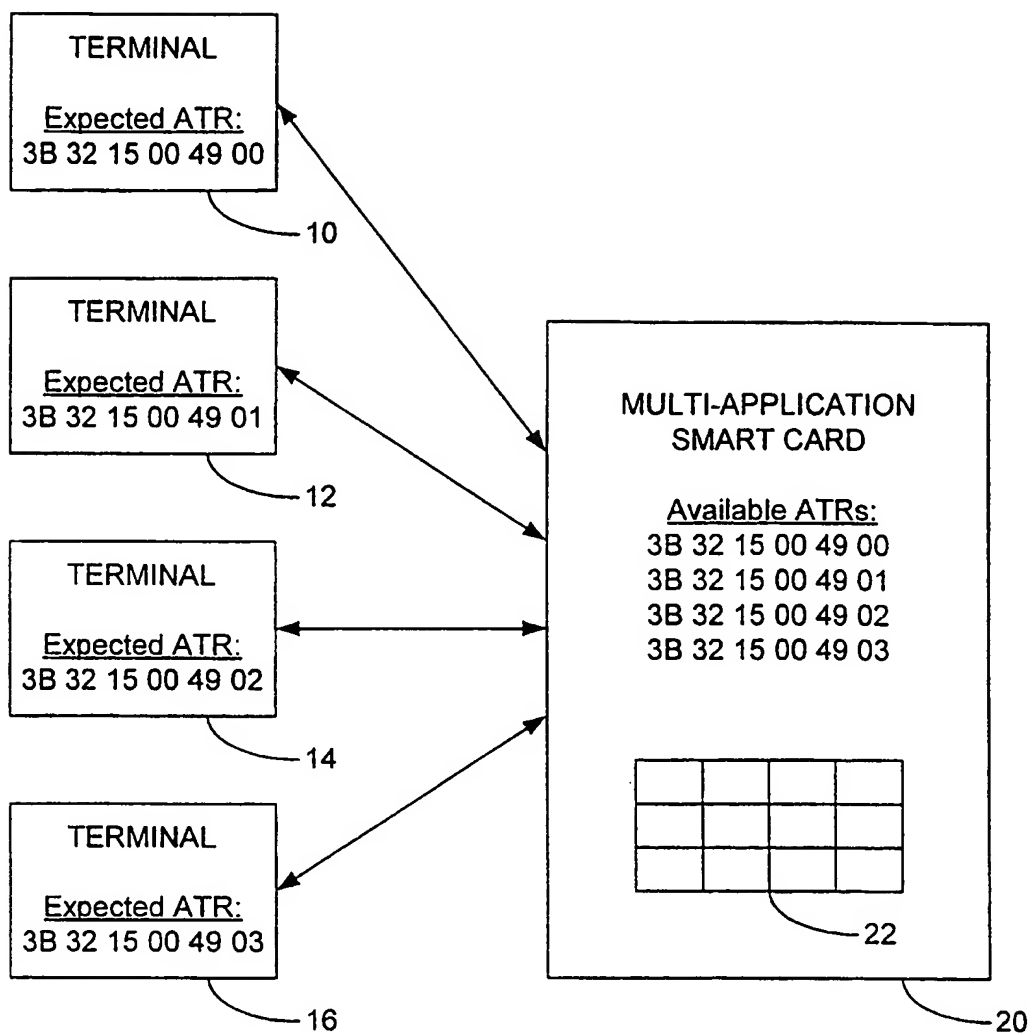 TERMINAL
Expected ATR:
3B 32 15 00 49 00
10
TERMINAL
Expected ATR:
3B 32 15 00 49 01
12
TERMINAL
Expected ATR:
3B 32 15 00 49 02
14
TERMINAL
Expected ATR:
3B 32 15 00 49 03
16
MULTI-APPLICATION
SMART CARD
Available ATRs:
3B 32 15 00 49 00
3B 32 15 00 49 01
3B 32 15 00 49 02
3B 32 15 00 49 03
22
20